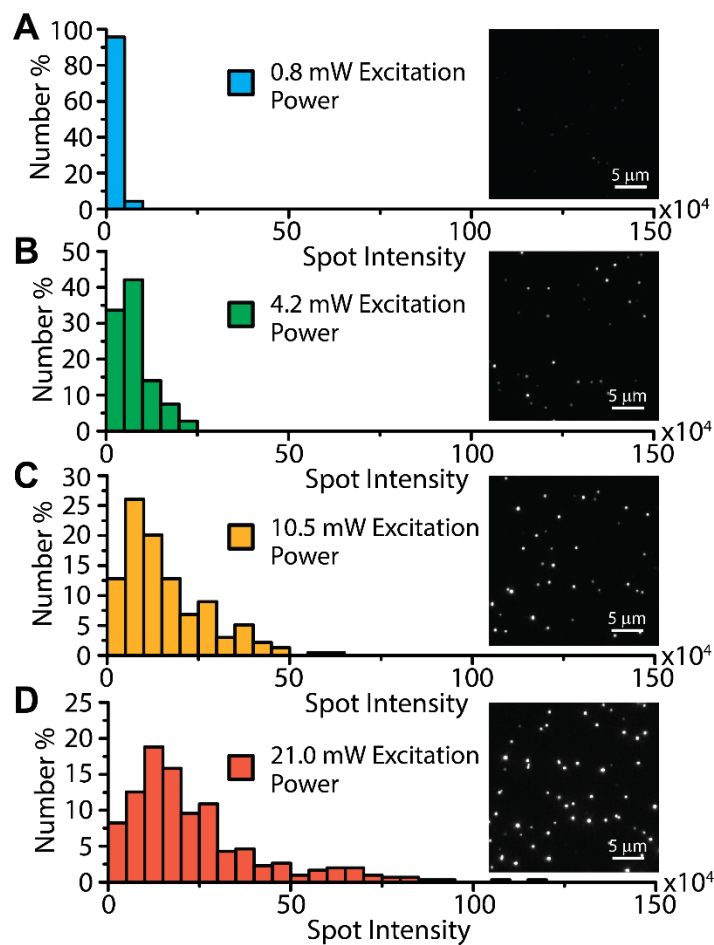 A
100
80
60
40
20
0
Number %
0.8 mW Excitation
Power
5 µm
0
50
100
150
x10⁴
Spot Intensity
B
50
40
30
20
10
0
Number %
4.2 mW Excitation
Power
5 µm
0
50
100
150
x10⁴
Spot Intensity
C
30
25
20
15
10
5
0
Number %
10.5 mW Excitation
Power
5 µm
0
50
100
150
x10⁴
Spot Intensity
D
25
20
15
10
5
0
Number %
21.0 mW Excitation
Power
5 µm
0
50
100
150
x10⁴
Spot Intensity